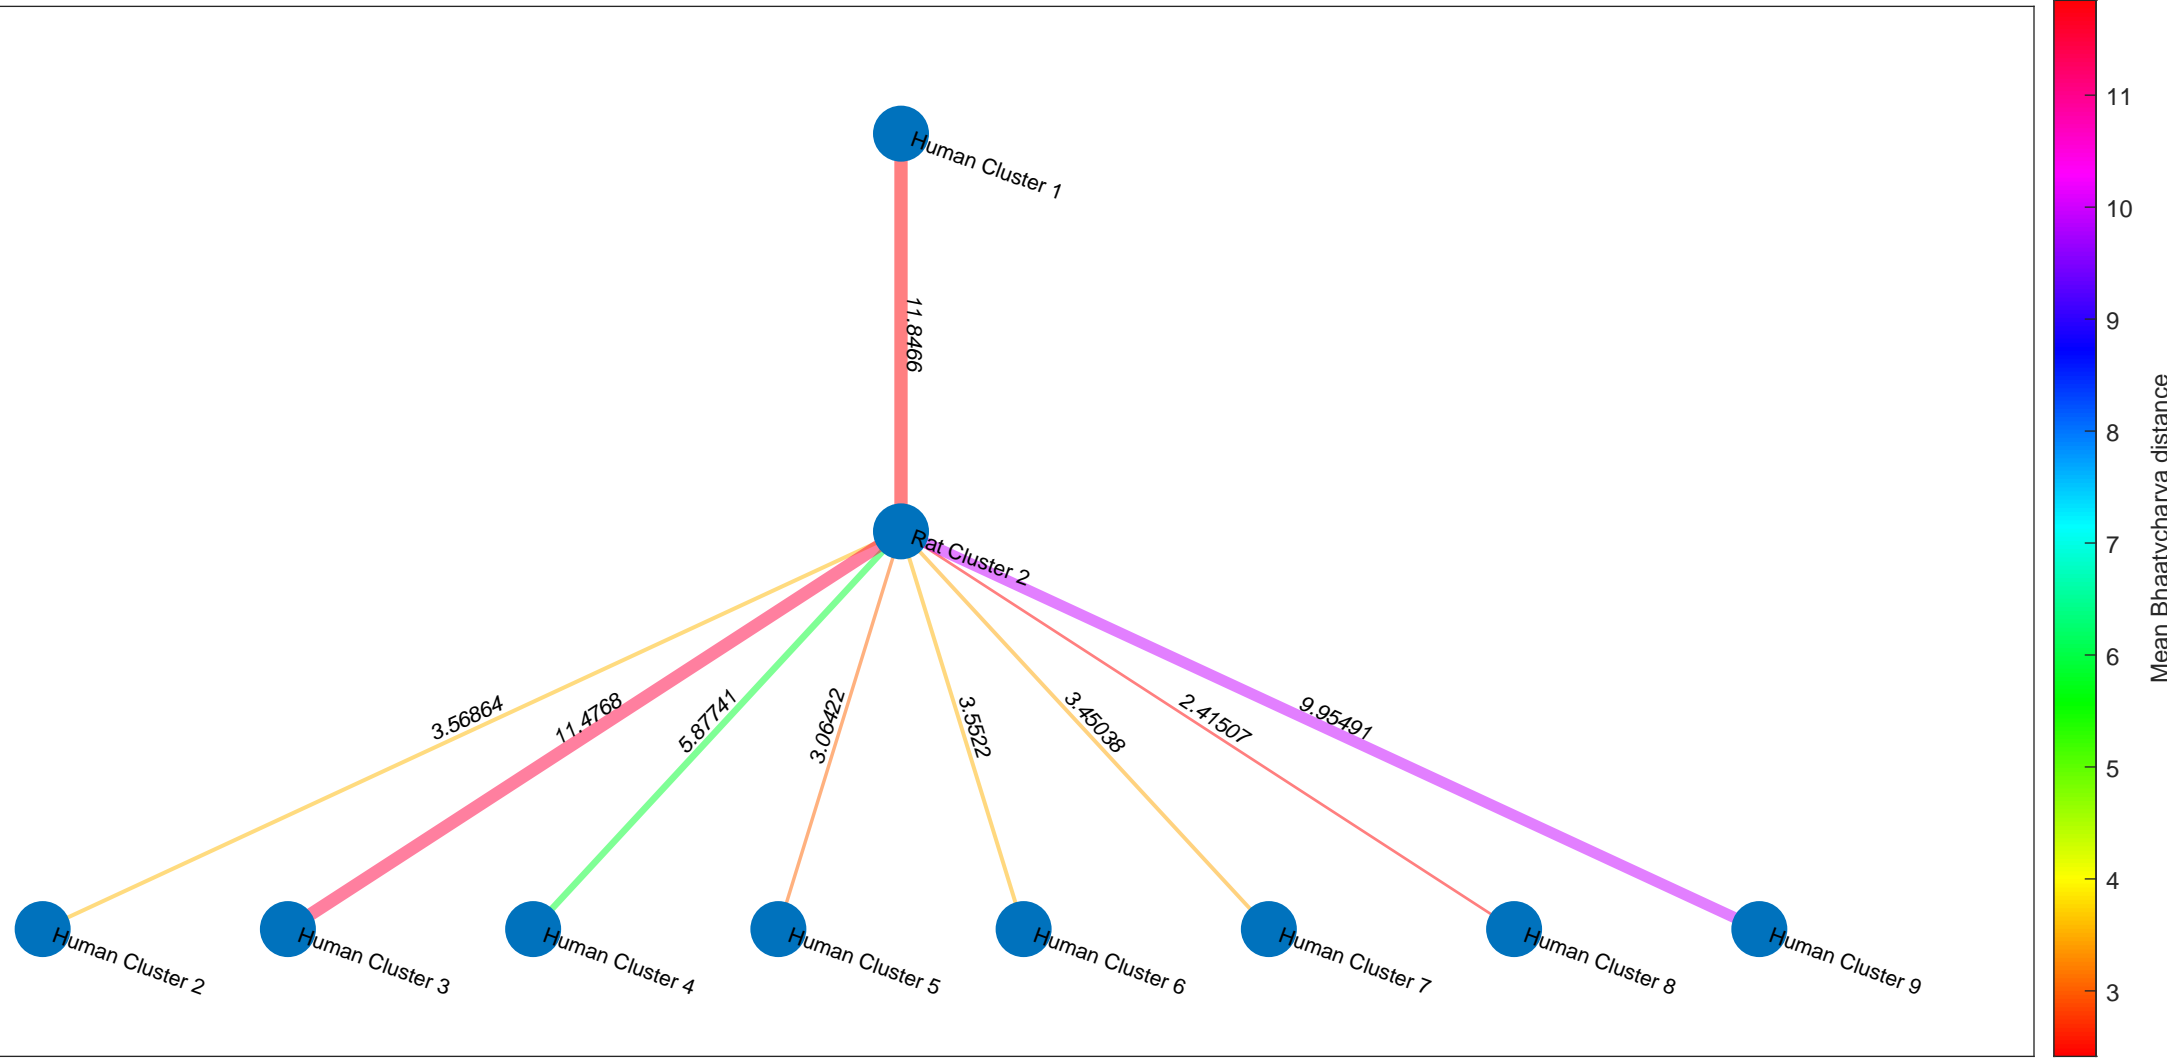 Human Cluster 1
11.8466
Rat Cluster 2
3.56864
11.4768
5.87741
3.06422
3.5522
3.45038
2.41507
9.95491
Human Cluster 2
Human Cluster 3
Human Cluster 4
Human Cluster 5
Human Cluster 6
Human Cluster 7
Human Cluster 8
Human Cluster 9
11
10
9
8
7
6
5
4
3
Mean Bhaatycharya distance